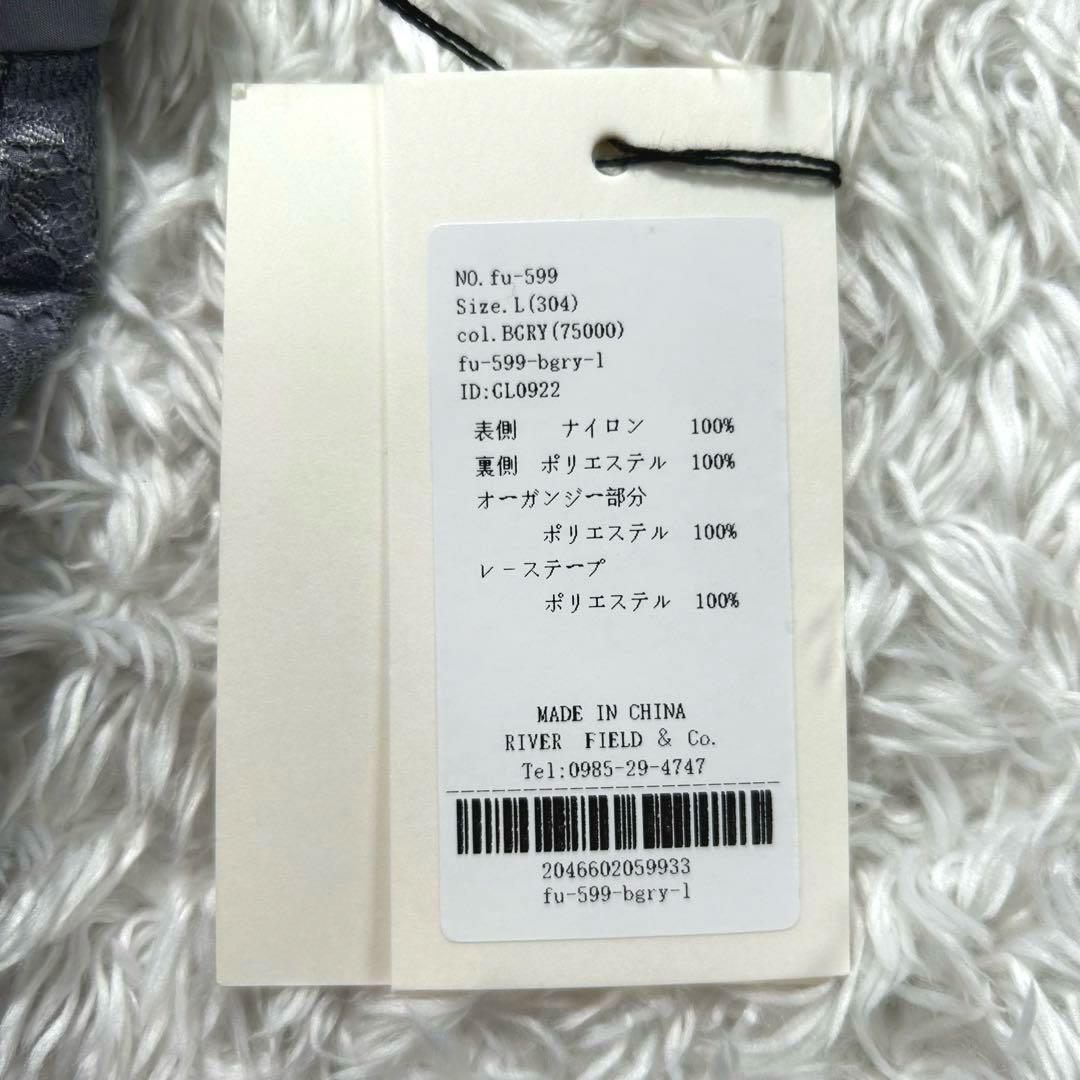 NO.fu-599
Size.L(304)
col.BGRY(75000)
fu-599-bgry-l
ID:GL0922
表側 ナイロン 100%
裏側 ポリエステル 100%
オーガンジー部分
ポリエステル 100%
レーステープ
ポリエステル 100%
MADE IN CHINA
RIVER FIELD & Co.
Tel:0985-29-4747
2046602059933
fu-599-bgry-l